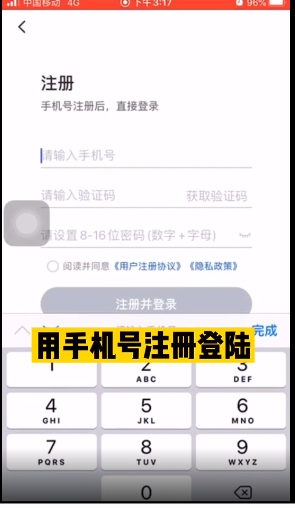 中国移动 4G 下午3:17 96%
注册
手机号注册后，直接登录
请输入手机号
请输入验证码 获取验证码
请设置8-16位密码(数字+字母)
阅读并同意《用户注册协议》《隐私政策》
注册并登录
完成
用手机号注冊登陆
1 2 ABC 3 DEF
4 GHI 5 JKL 6 MNO
7 PQRS 8 TUV 9 WXYZ
0